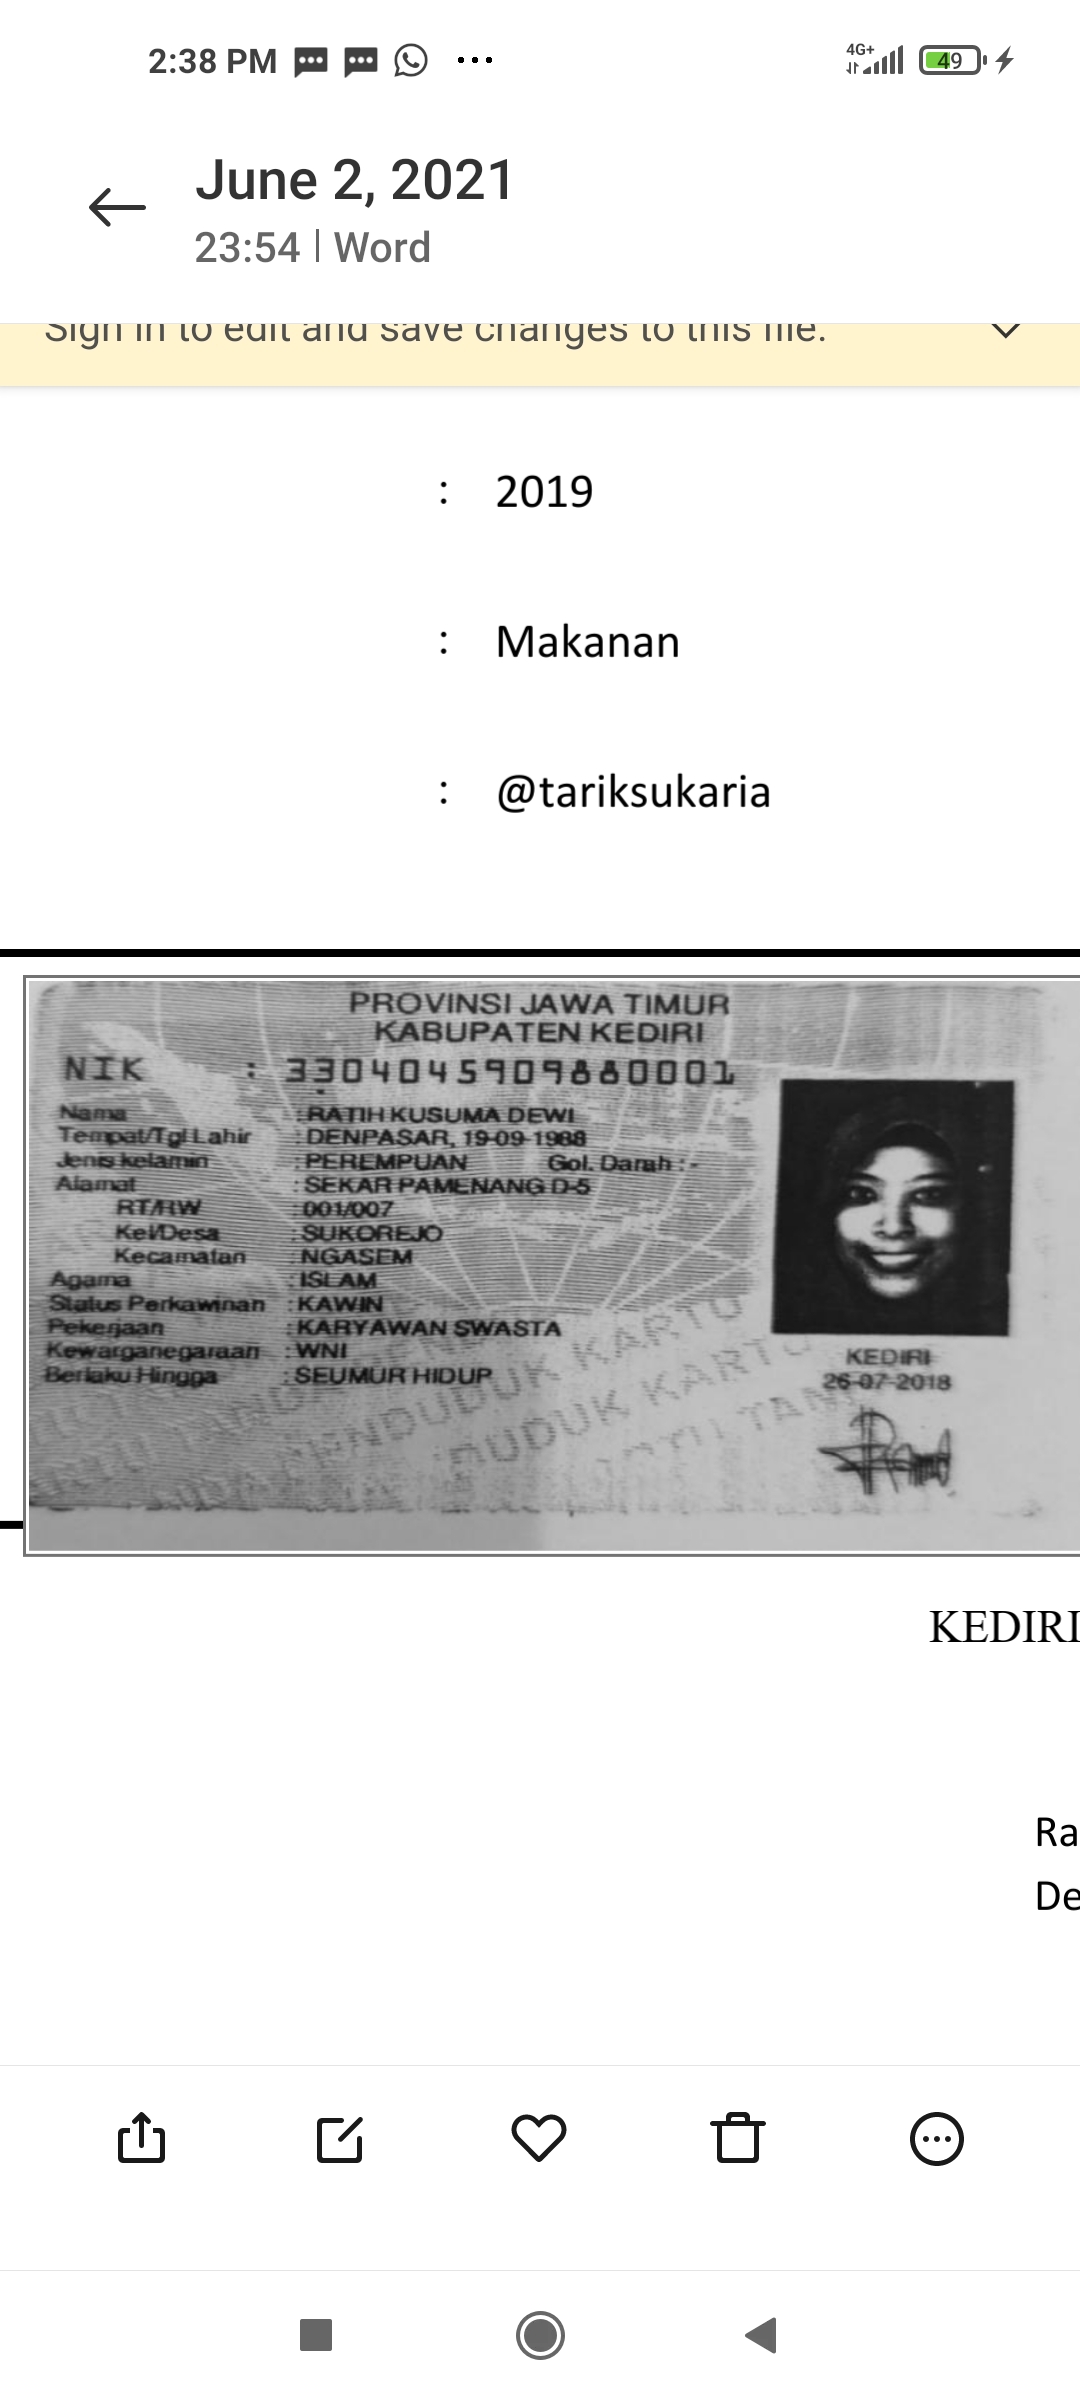 2:38 PM
4G+
49
June 2, 2021
23:54 | Word
Sign in to edit and save changes to this file.
: 2019
: Makanan
: @tariksukaria
PROVINSI JAWA TIMUR
KABUPATEN KEDIRI
NIK : 3304045909880001
Nama : RATIH KUSUMA DEWI
Tempat/Tgl Lahir : DENPASAR, 19-09-1988
Jenis kelamin : PEREMPUAN Gol. Darah : -
Alamat : SEKAR PAMENANG D-5
RT/RW : 001/007
Kel/Desa : SUKOREJO
Kecamatan : NGASEM
Agama : ISLAM
Status Perkawinan : KAWIN
Pekerjaan : KARYAWAN SWASTA
Kewarganegaraan : WNI
Berlaku Hingga : SEUMUR HIDUP
KEDIRI
26-07-2018
KEDIRI
Ra
De